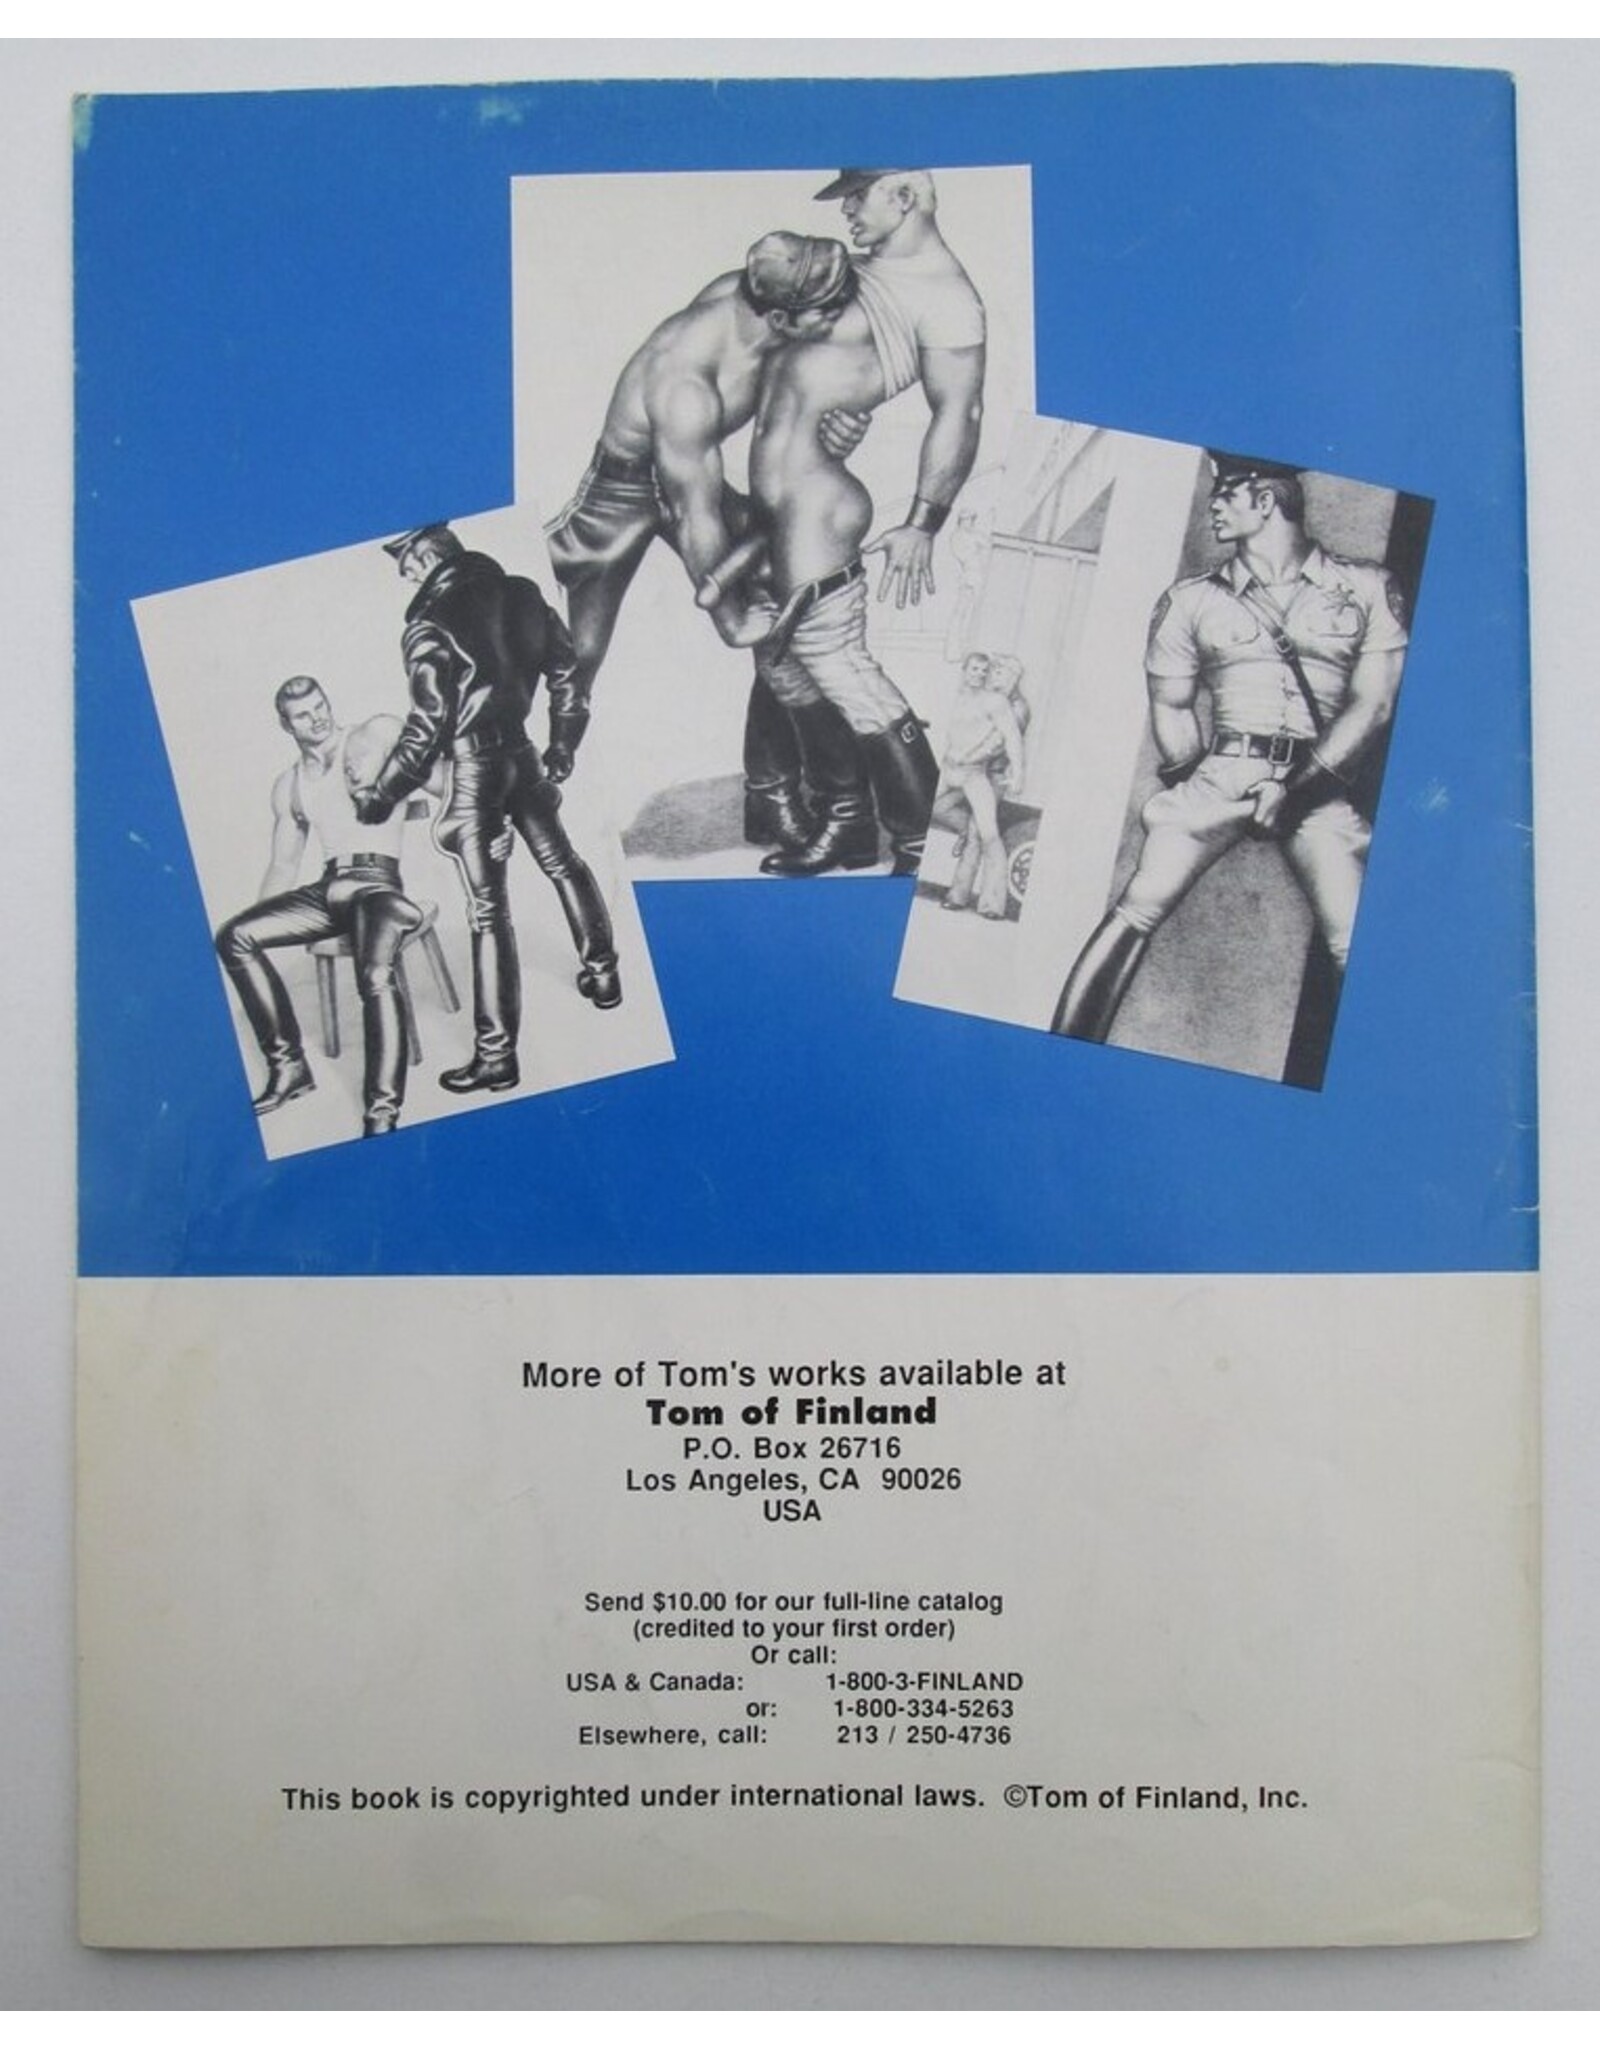 More of Tom's works available at
Tom of Finland
P.O. Box 26716
Los Angeles, CA 90026
USA
Send $10.00 for our full-line catalog
(credited to your first order)
Or call:
USA & Canada: 1-800-3-FINLAND
or: 1-800-334-5263
Elsewhere, call: 213 / 250-4736
This book is copyrighted under international laws. ©Tom of Finland, Inc.